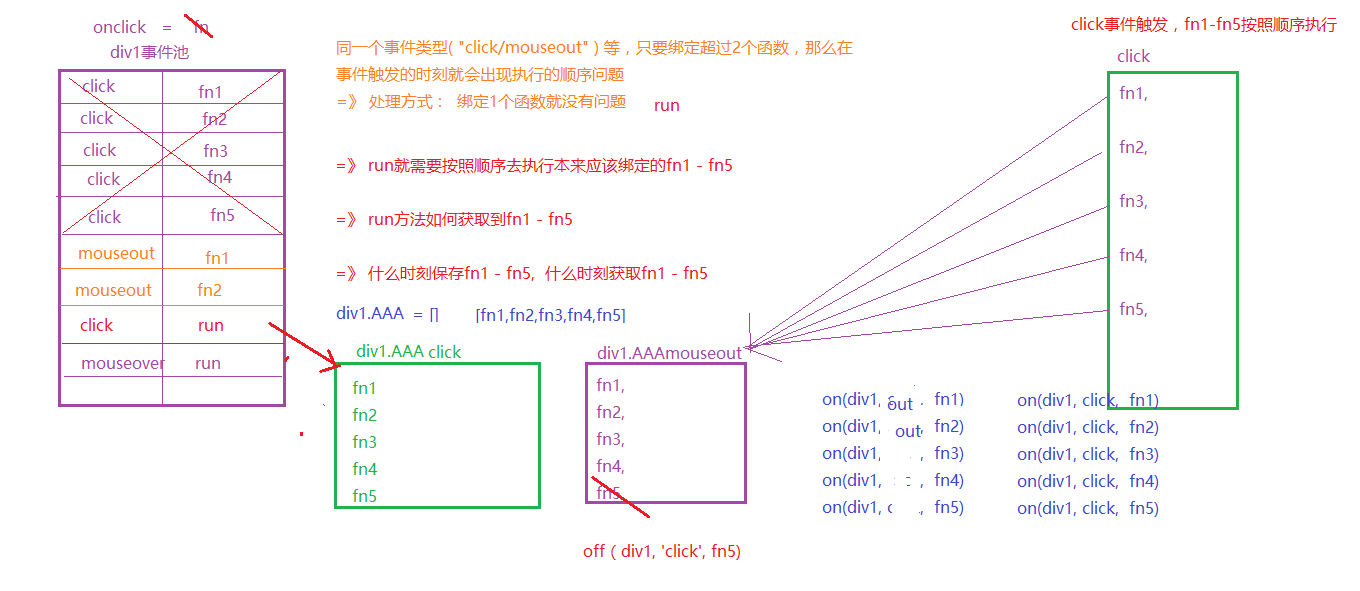 onclick = fn
div1事件池
click fn1
click fn2
click fn3
click fn4
click fn5
mouseout fn1
mouseout fn2
click run
mouseover run
同一个事件类型( "click/mouseout" ) 等，只要绑定超过2个函数，那么在
事件触发的时刻就会出现执行的顺序问题
=》 处理方式： 绑定1个函数就没有问题 run
=》 run就需要按照顺序去执行本来应该绑定的fn1 - fn5
=》 run方法如何获取到fn1 - fn5
=》 什么时刻保存fn1 - fn5, 什么时刻获取fn1 - fn5
div1.AAA = [] [fn1,fn2,fn3,fn4,fn5]
div1.AAA click
fn1
fn2
fn3
fn4
fn5
div1.AAAmouseout
fn1,
fn2,
fn3,
fn4,
fn5
off ( div1, 'click', fn5)
on(div1, out, fn1)
on(div1, out, fn2)
on(div1, , fn3)
on(div1, , fn4)
on(div1, , fn5)
click事件触发，fn1-fn5按照顺序执行
click
fn1,
fn2,
fn3,
fn4,
fn5,
on(div1, click, fn1)
on(div1, click, fn2)
on(div1, click, fn3)
on(div1, click, fn4)
on(div1, click, fn5)